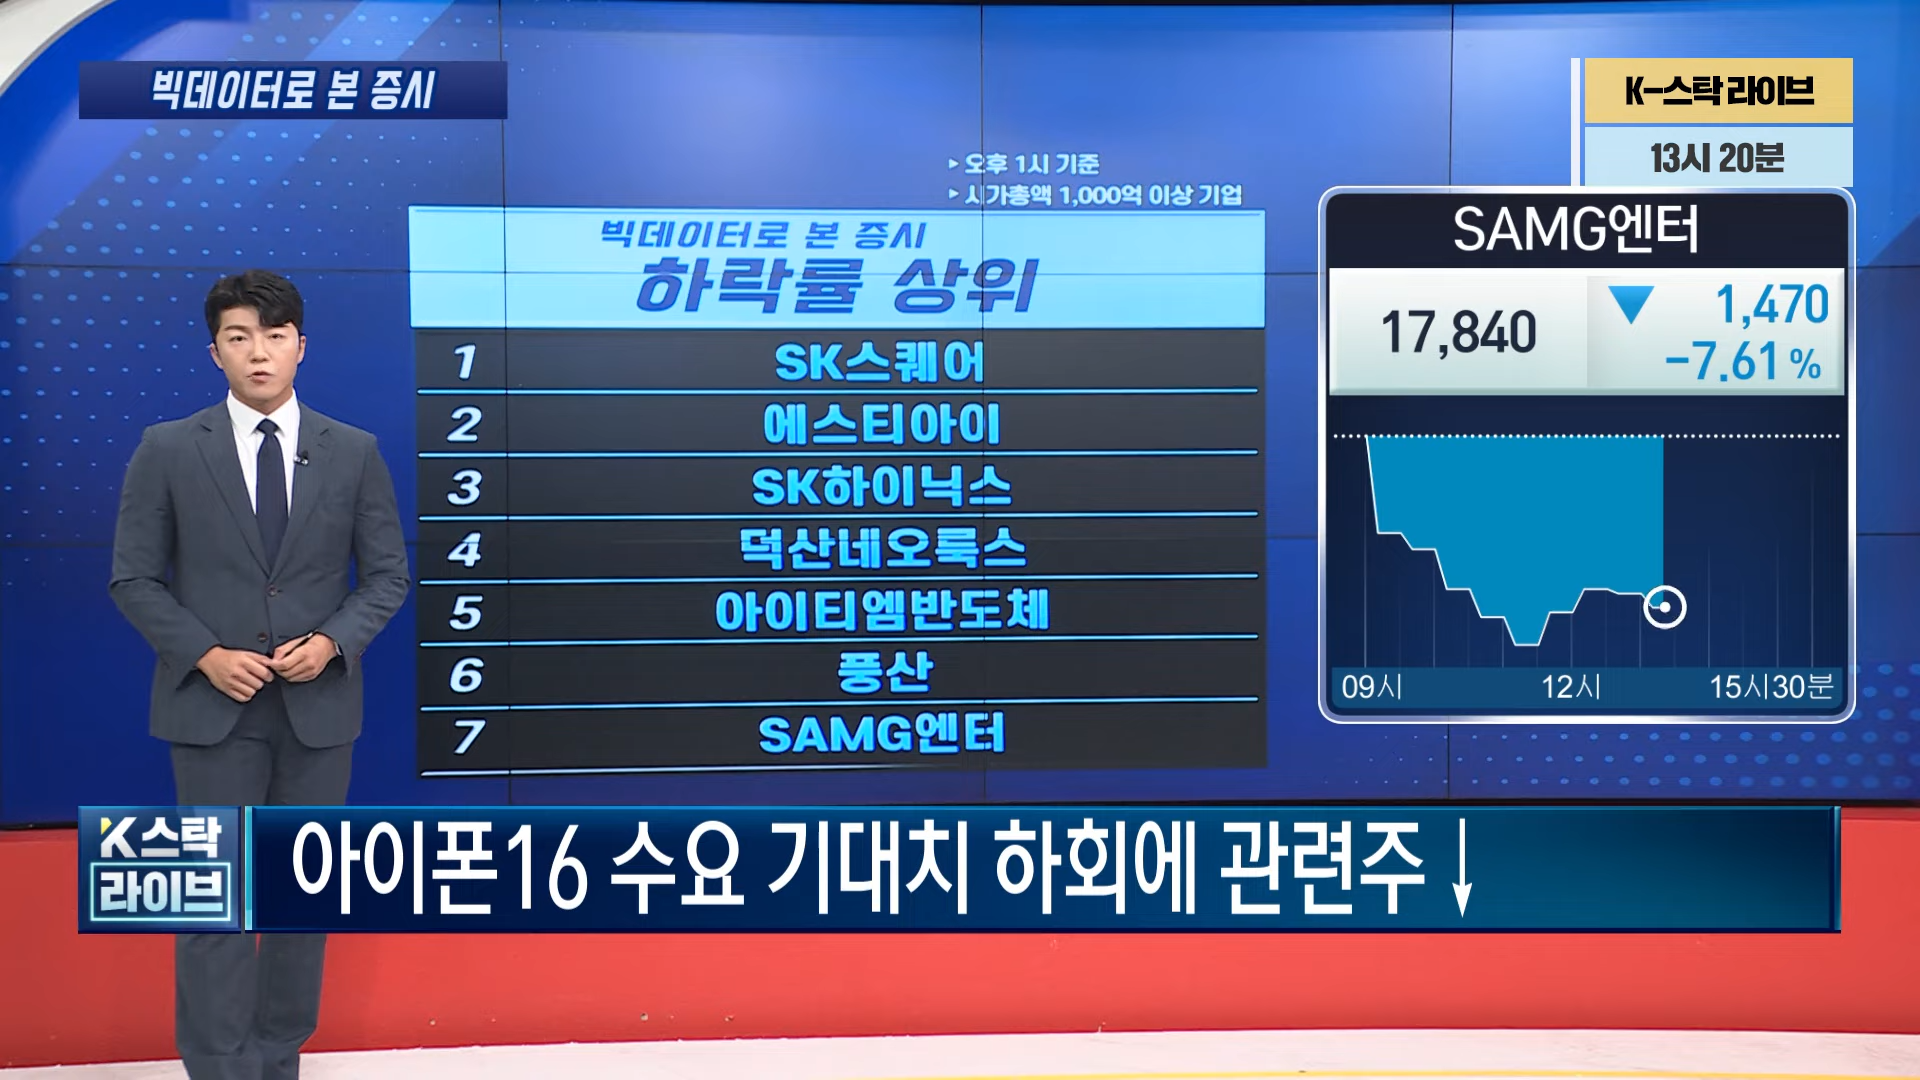 빅데이터로 본 증시
K-스탁 라이브
13시 20분
▸ 오후 1시 기준
▸ 시가총액 1,000억 이상 기업
빅데이터로 본 증시
하락률 상위
1 SK스퀘어
2 에스티아이
3 SK하이닉스
4 덕산네오룩스
5 아이티엠반도체
6 풍산
7 SAMG엔터
SAMG엔터
17,840 ▼ 1,470
-7.61 %
09시 12시 15시30분
K스탁
라이브
아이폰16 수요 기대치 하회에 관련주↓